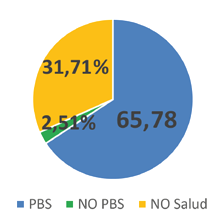 31,71%
2,51%
65,78
PBS NO PBS NO Salud